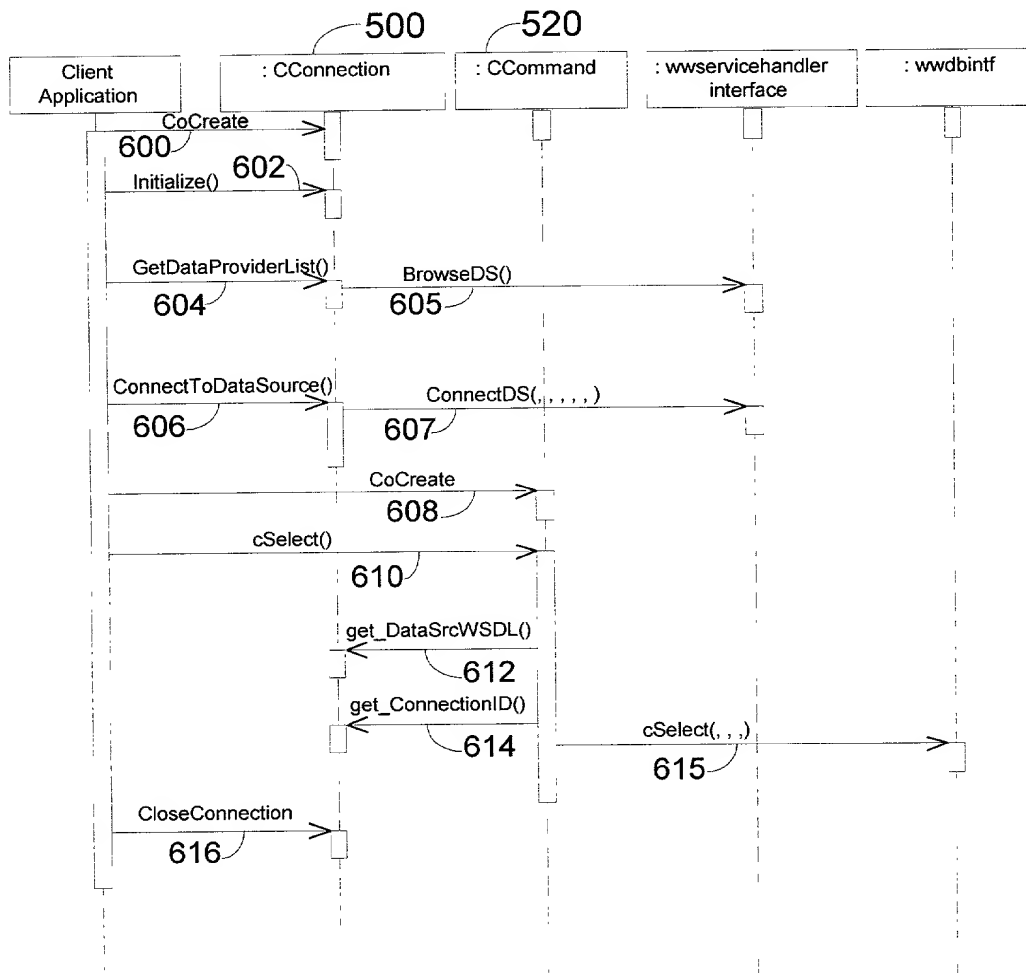 500
520
Client
Application
: CConnection
: CCommand
: wwservicehandler
interface
: wwdbintf
CoCreate
600
602
Initialize()
GetDataProviderList()
604
BrowseDS()
605
ConnectToDataSource()
606
ConnectDS(, , , , , )
607
CoCreate
608
cSelect()
610
get_DataSrcWSDL()
612
get_ConnectionID()
614
cSelect(, , ,)
615
CloseConnection
616